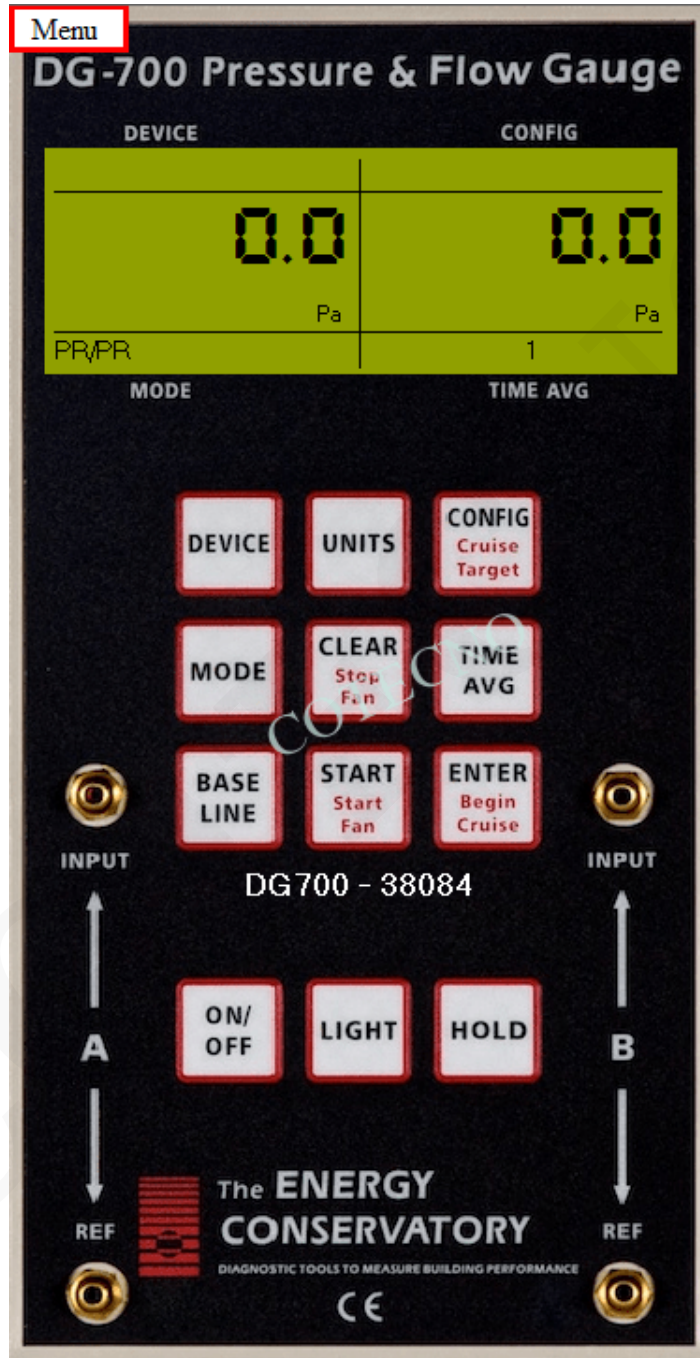 Menu
DG-700 Pressure & Flow Gauge
DEVICE CONFIG
0.0 0.0
Pa Pa
PR/PR 1
MODE TIME AVG
DEVICE
UNITS
CONFIG
Cruise
Target
MODE
CLEAR
Stop
Fan
TIME
AVG
COTECNO
BASE
LINE
START
Start
Fan
ENTER
Begin
Cruise
INPUT INPUT
DG700 - 38084
ON/
OFF
LIGHT
HOLD
A B
The ENERGY
CONSERVATORY
REF REF
DIAGNOSTIC TOOLS TO MEASURE BUILDING PERFORMANCE
CE